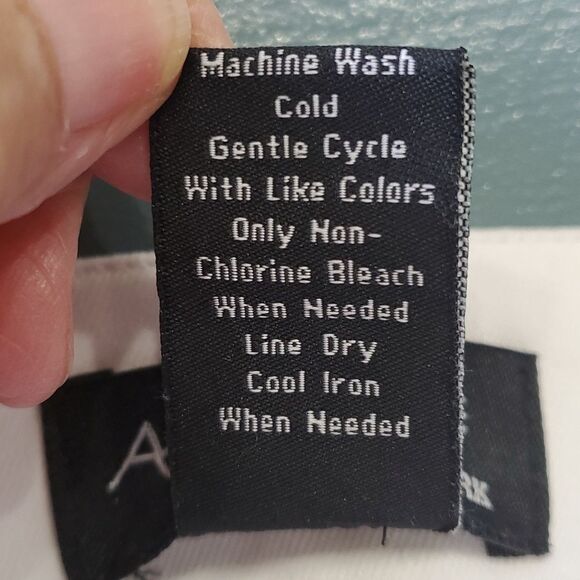 Machine Wash
Cold
Gentle Cycle
With Like Colors
Only Non-
Chlorine Bleach
When Needed
Line Dry
Cool Iron
When Needed